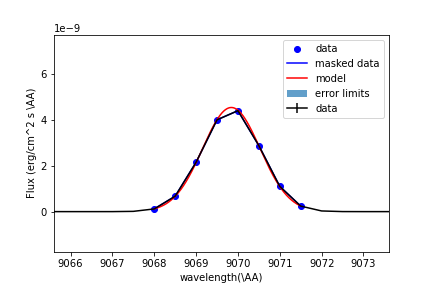 1e-9
data
masked data
model
error limits
data
6
4
2
0
Flux (erg/cm^2 s \AA)
9066 9067 9068 9069 9070 9071 9072 9073
wavelength(\AA)